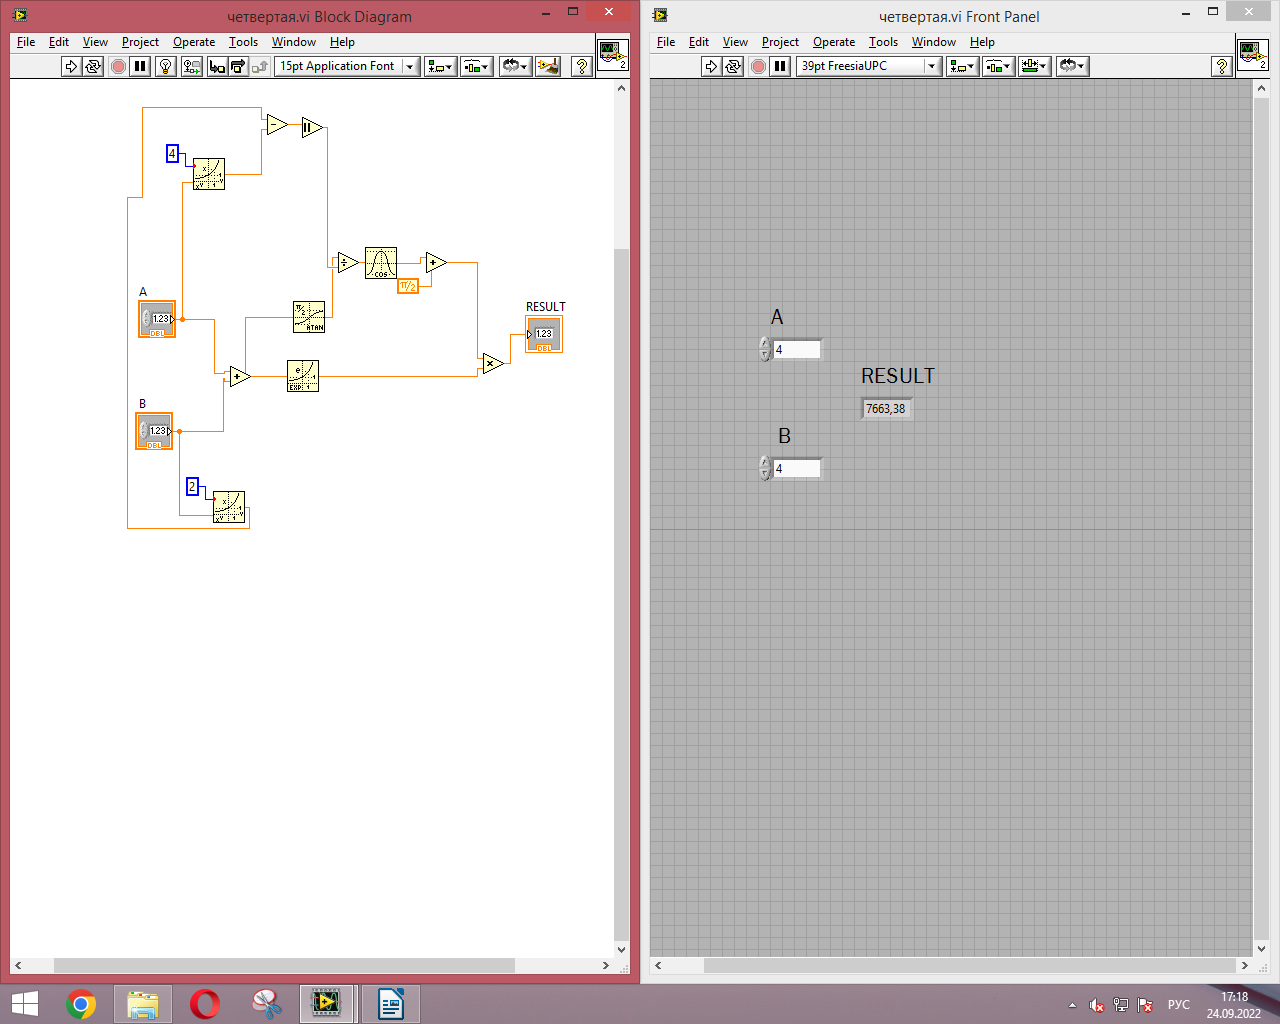 четвертая.vi Block Diagram
File Edit View Project Operate Tools Window Help
15pt Application Font
2
4
A
1.23
DBL
B
1.23
DBL
2
π/2
ATAN
e
EXP
COS
π/2
RESULT
1.23
DBL
четвертая.vi Front Panel
File Edit View Project Operate Tools Window Help
39pt FreesiaUPC
2
A
4
RESULT
7663,38
B
4
РУС
17:18
24.09.2022